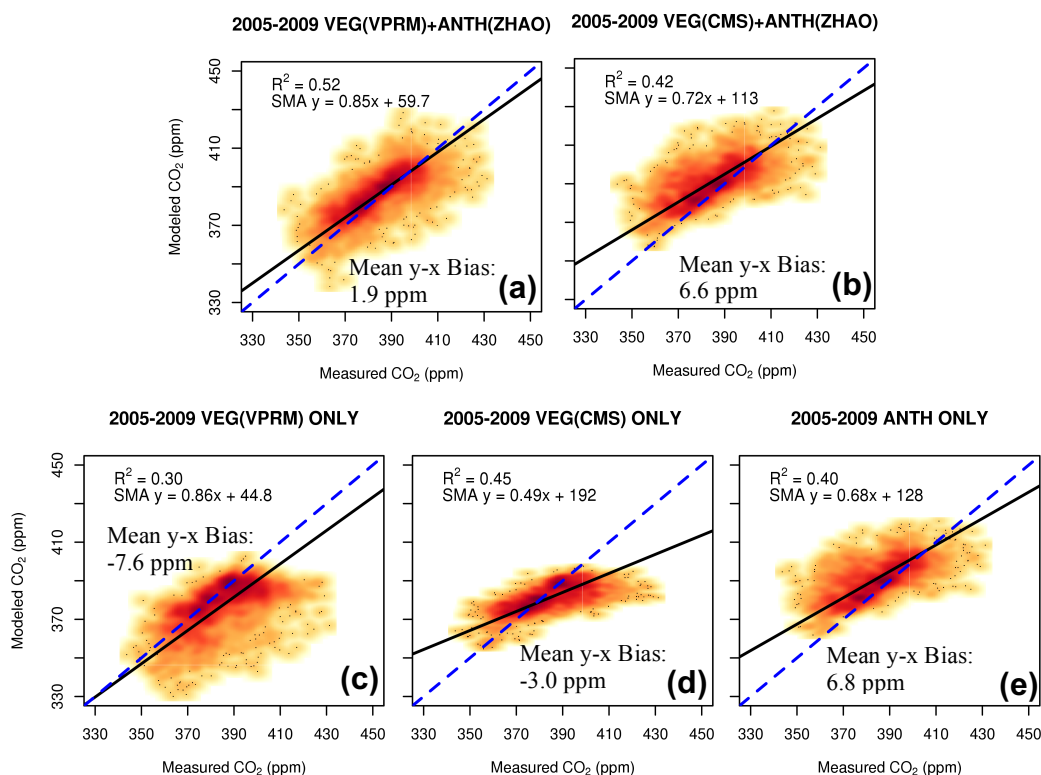 2005-2009 VEG(VPRM)+ANTH(ZHAO)
R² = 0.52
SMA y = 0.85x + 59.7
Mean y-x Bias:
1.9 ppm
(a)
Modeled CO₂ (ppm)
450
410
370
330
330 350 370 390 410 430 450
Measured CO₂ (ppm)
2005-2009 VEG(CMS)+ANTH(ZHAO)
R² = 0.42
SMA y = 0.72x + 113
Mean y-x Bias:
6.6 ppm
(b)
330 350 370 390 410 430 450
Measured CO₂ (ppm)
2005-2009 VEG(VPRM) ONLY
R² = 0.30
SMA y = 0.86x + 44.8
Mean y-x Bias:
-7.6 ppm
(c)
Modeled CO₂ (ppm)
450
410
370
330
330 350 370 390 410 430 450
Measured CO₂ (ppm)
2005-2009 VEG(CMS) ONLY
R² = 0.45
SMA y = 0.49x + 192
Mean y-x Bias:
-3.0 ppm
(d)
330 350 370 390 410 430 450
Measured CO₂ (ppm)
2005-2009 ANTH ONLY
R² = 0.40
SMA y = 0.68x + 128
Mean y-x Bias:
6.8 ppm
(e)
330 350 370 390 410 430 450
Measured CO₂ (ppm)